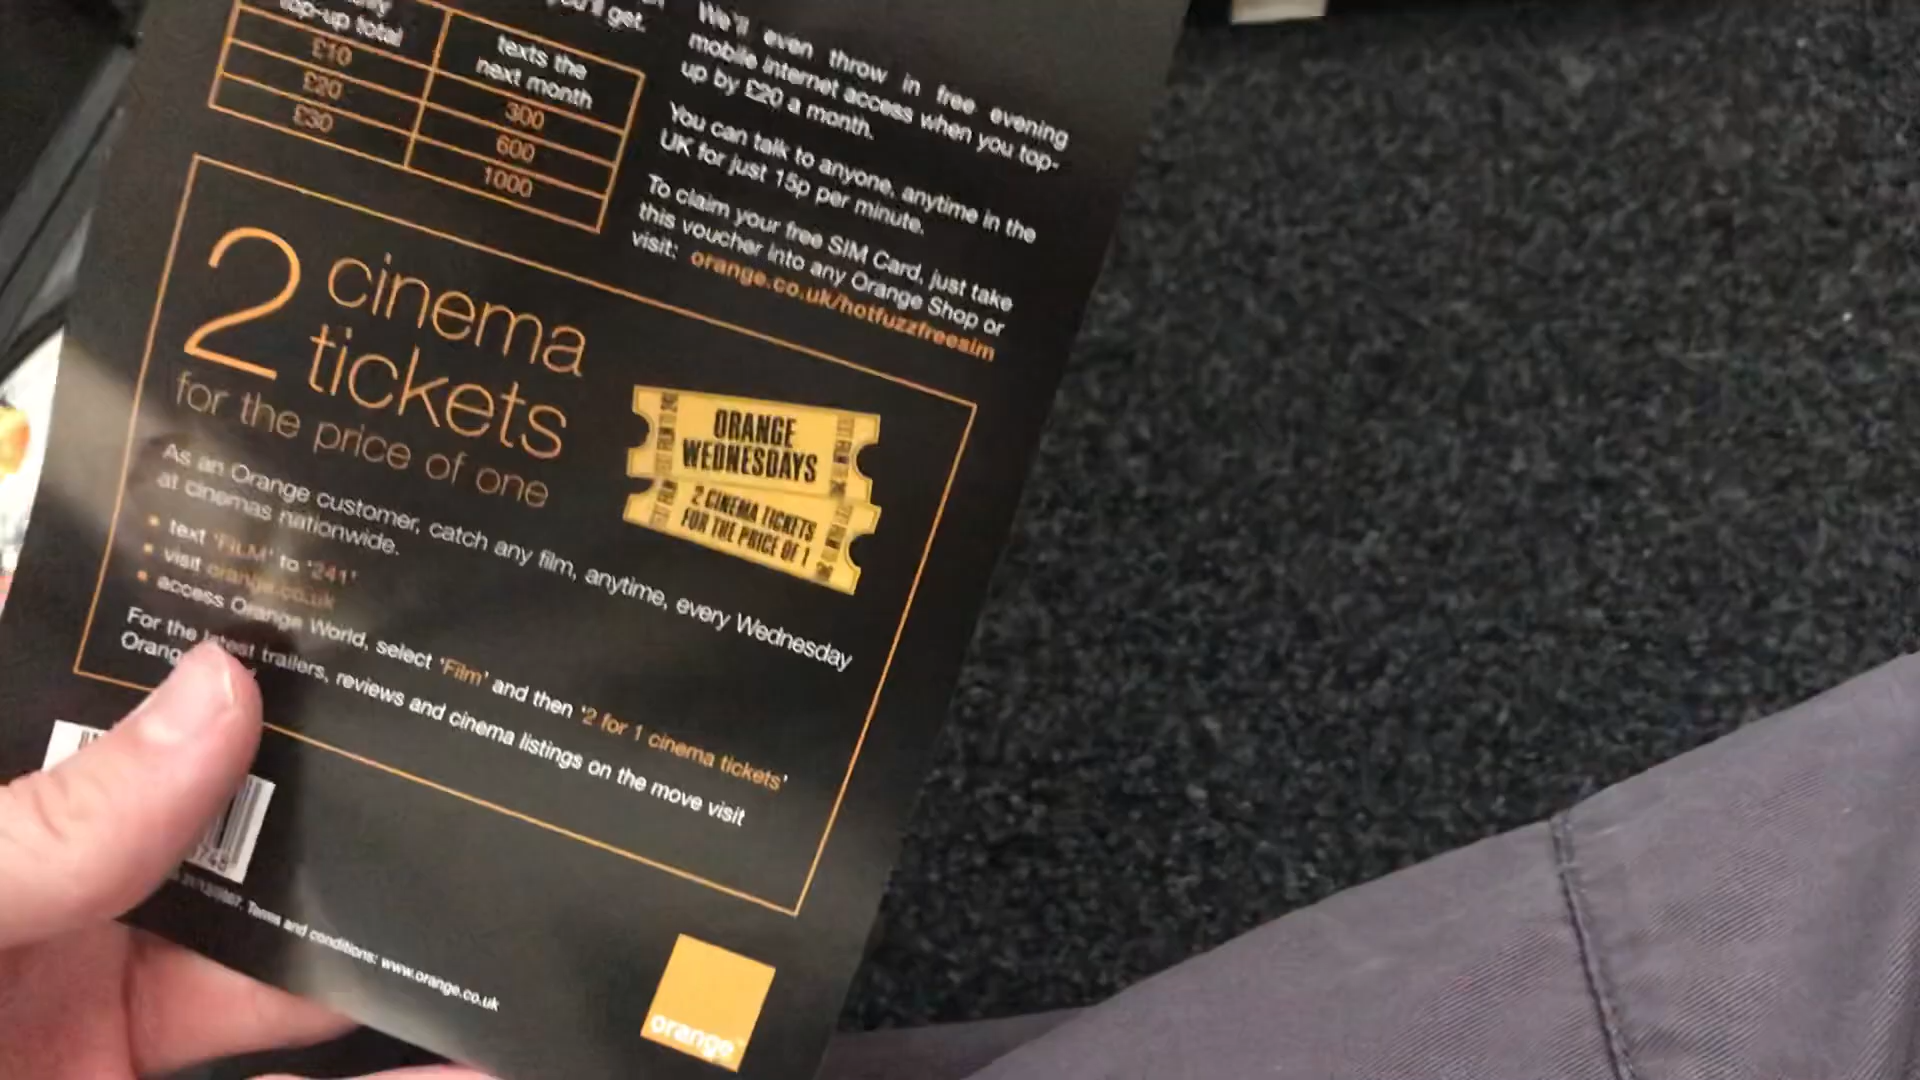 you'll get.
top-up total
texts the
next month
£10
300
£20
600
£30
1000
We'll even throw in free evening
mobile internet access when you top-
up by £20 a month.
You can talk to anyone, anytime in the
UK for just 15p per minute.
To claim your free SIM Card, just take
this voucher into any Orange Shop or
visit: orange.co.uk/hotfuzzfreesim
2 cinema
tickets
for the price of one
ORANGE
WEDNESDAYS
2 CINEMA TICKETS
FOR THE PRICE OF 1
As an Orange customer, catch any film, anytime, every Wednesday
at cinemas nationwide.
• text 'FILM' to '241'
• visit orange.co.uk
• access Orange World, select 'Film' and then '2 for 1 cinema tickets'
For the latest trailers, reviews and cinema listings on the move visit
Terms and conditions: www.orange.co.uk
orange™